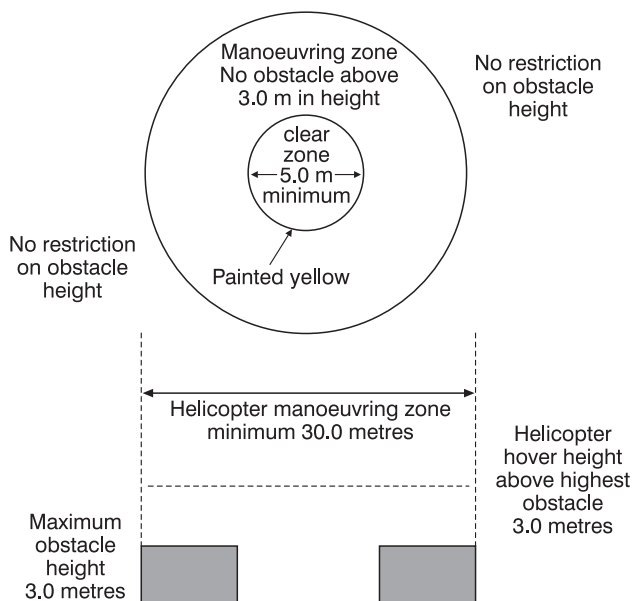 Manoeuvring zone
No obstacle above
3.0 m in height
No restriction
on obstacle
height
clear
zone
5.0 m
minimum
No restriction
on obstacle
height
Painted yellow
Helicopter manoeuvring zone
minimum 30.0 metres
Helicopter
hover height
above highest
obstacle
3.0 metres
Maximum
obstacle
height
3.0 metres